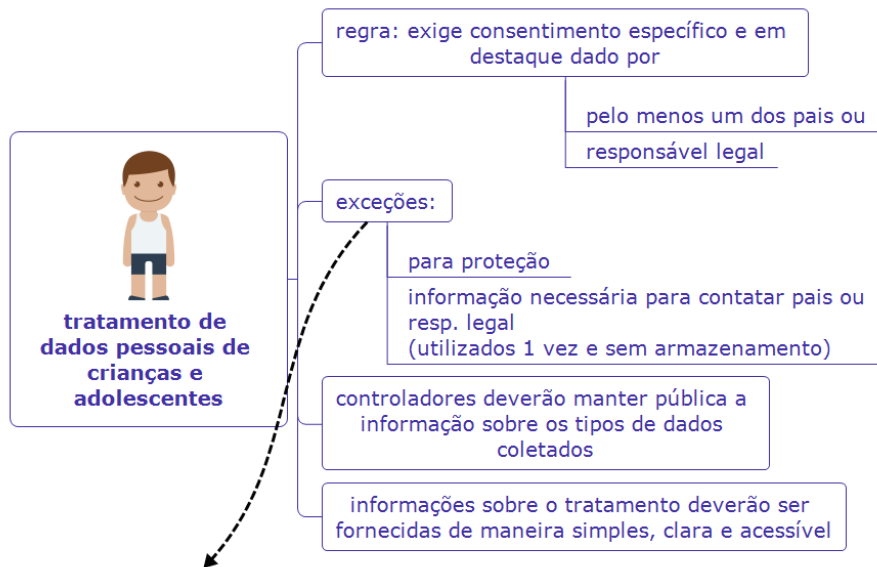 regra: exige consentimento específico e em
destaque dado por
pelo menos um dos pais ou
responsável legal
tratamento de
dados pessoais de
crianças e
adolescentes
exceções:
para proteção
informação necessária para contatar pais ou
resp. legal
(utilizados 1 vez e sem armazenamento)
controladores deverão manter pública a
informação sobre os tipos de dados
coletados
informações sobre o tratamento deverão ser
fornecidas de maneira simples, clara e acessível